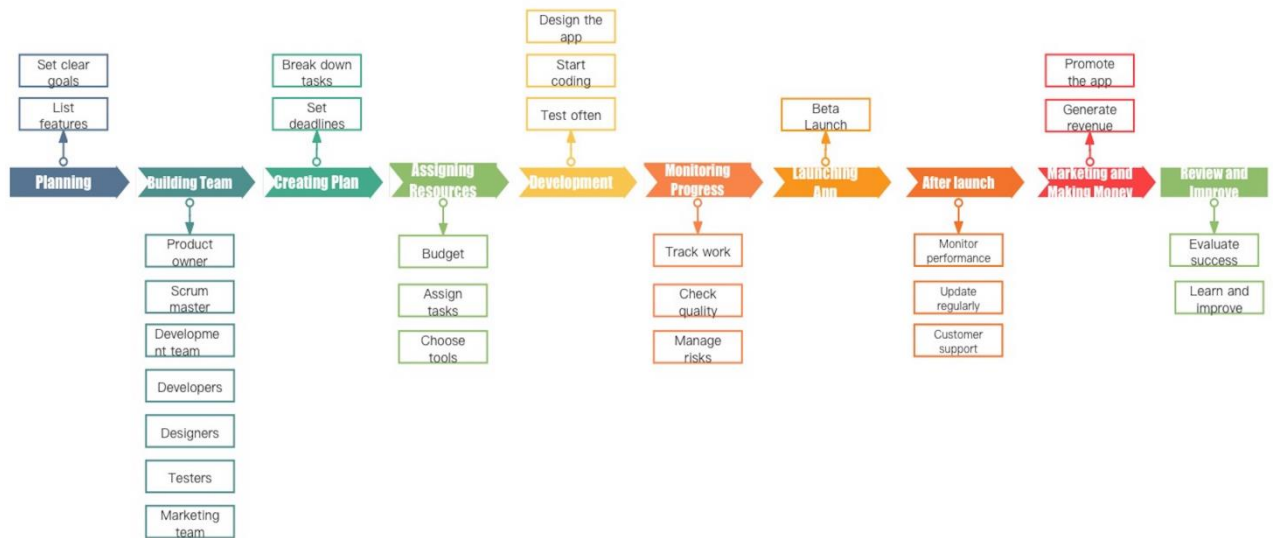 Set clear
goals
List
features
Planning
Building Team
Product
owner
Scrum
master
Developme
nt team
Developers
Designers
Testers
Marketing
team
Break down
tasks
Set
deadlines
Creating Plan
Assigning
Resources
Budget
Assign
tasks
Choose
tools
Design the
app
Start
coding
Test often
Development
Monitoring
Progress
Track work
Check
quality
Manage
risks
Beta
Launch
Launching
App
After launch
Monitor
performance
Update
regularly
Customer
support
Promote
the app
Generate
revenue
Marketing and
Making Money
Review and
Improve
Evaluate
success
Learn and
improve